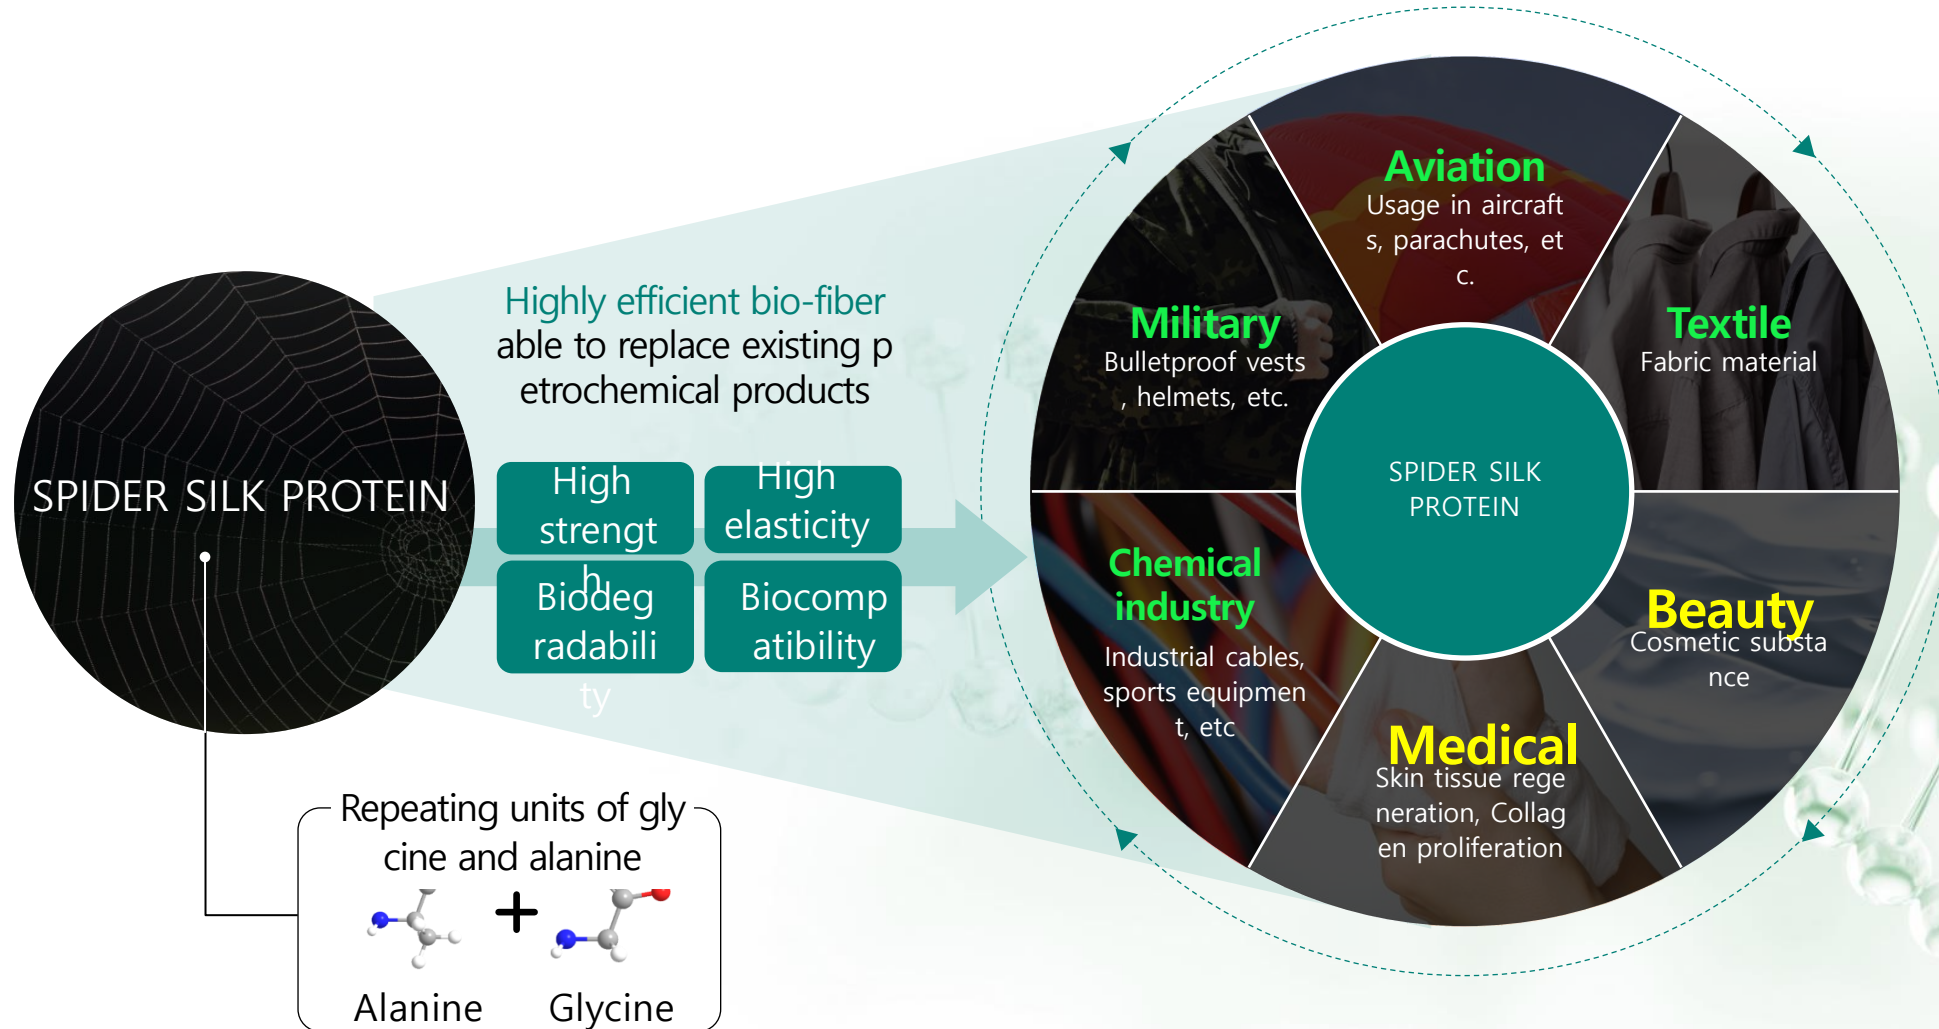 SPIDER SILK PROTEIN
Highly efficient bio-fiber
able to replace existing p
etrochemical products
High
strengt
h
High
elasticity
Biodeg
radabili
ty
Biocomp
atibility
Repeating units of gly
cine and alanine
+
Alanine
Glycine
Aviation
Usage in aircraft
s, parachutes, et
c.
Military
Bulletproof vests
, helmets, etc.
Textile
Fabric material
SPIDER SILK
PROTEIN
Chemical
industry
Industrial cables,
sports equipmen
t, etc
Beauty
Cosmetic substa
nce
Medical
Skin tissue rege
neration, Collag
en proliferation